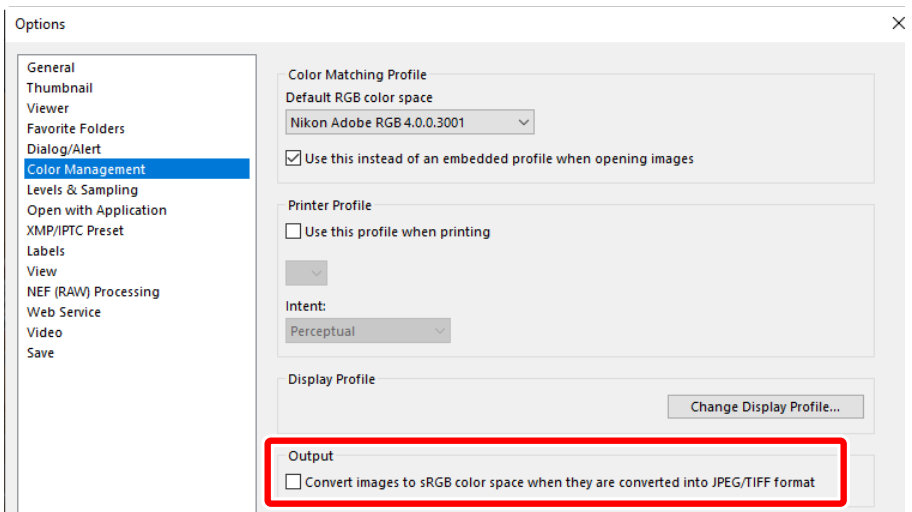 Options
General
Thumbnail
Viewer
Favorite Folders
Dialog/Alert
Color Management
Levels & Sampling
Open with Application
XMP/IPTC Preset
Labels
View
NEF (RAW) Processing
Web Service
Video
Save
Color Matching Profile
Default RGB color space
Nikon Adobe RGB 4.0.0.3001
Use this instead of an embedded profile when opening images
Printer Profile
Use this profile when printing
Intent:
Perceptual
Display Profile
Change Display Profile...
Output
Convert images to sRGB color space when they are converted into JPEG/TIFF format